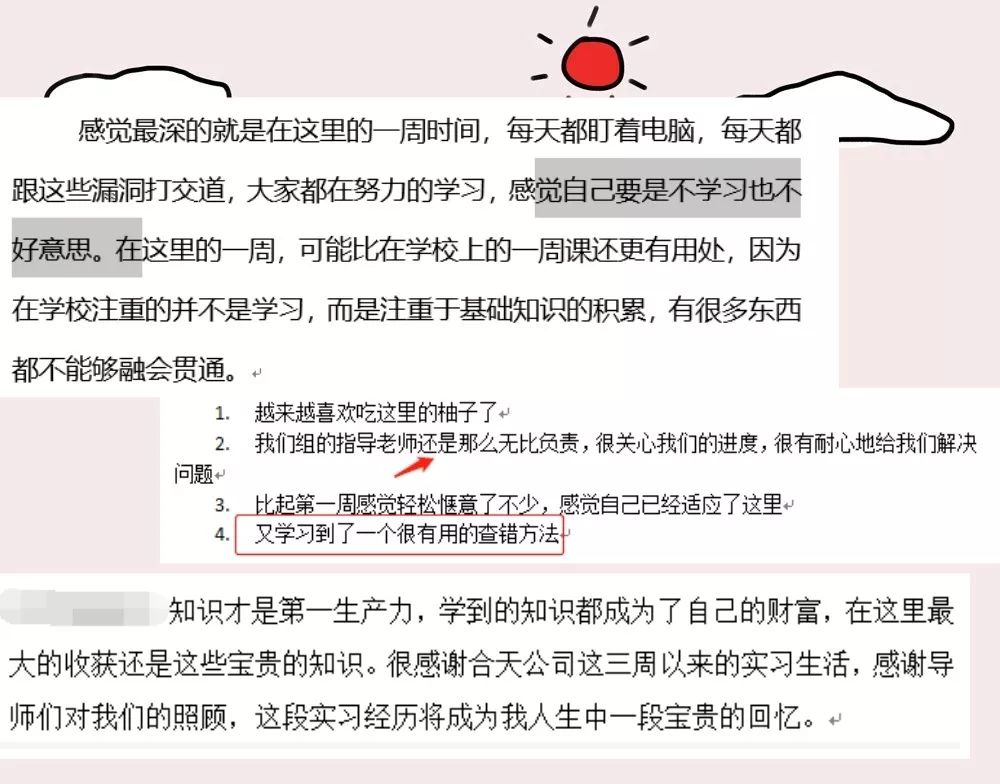 感觉最深的就是在这里的一周时间，每天都盯着电脑，每天都
跟这些漏洞打交道，大家都在努力的学习，感觉自己要是不学习也不
好意思。在这里的一周，可能比在学校上的一周课还更有用处，因为
在学校注重的并不是学习，而是注重于基础知识的积累，有很多东西
都不能够融会贯通。
1. 越来越喜欢吃这里的柚子了
2. 我们组的指导老师还是那么无比负责，很关心我们的进度，很有耐心地给我们解决
问题
3. 比起第一周感觉轻松惬意了不少，感觉自己已经适应了这里
4. 又学习到了一个很有用的查错方法
知识才是第一生产力，学到的知识都成为了自己的财富，在这里最
大的收获还是这些宝贵的知识。很感谢合天公司这三周以来的实习生活，感谢导
师们对我们的照顾，这段实习经历将成为我人生中一段宝贵的回忆。